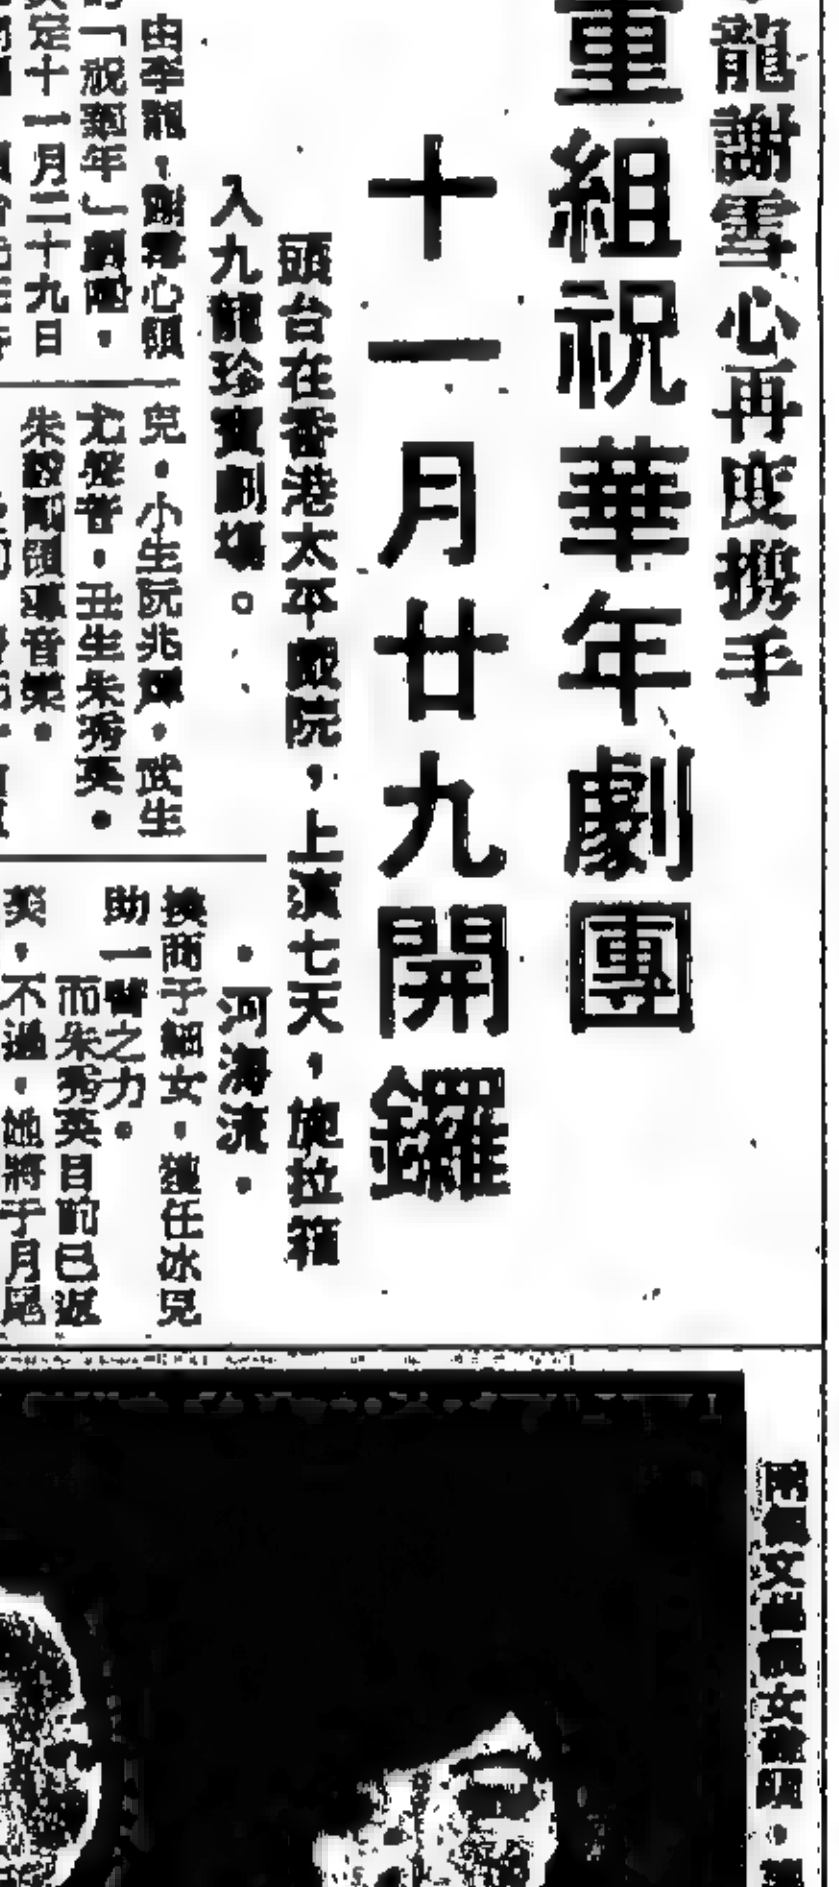 龍謝雪心再度携手
重組祝華年劇團
十一月廿九開鑼
頭台在香港太平戲院，上演七天，旋拉箱
入九龍珍寶劇場。
·河海流·
由李龍，謝雪心領
「祝華年」劇團，
定十一月二十九日
兒，小生阮兆輝，武生
尤聲普，丑生朱秀英，
朱毅剛領導音樂。
換商于細女，獲任冰兒
助一臂之力。
而朱秀英目前已返
英，不過，她將于月尾